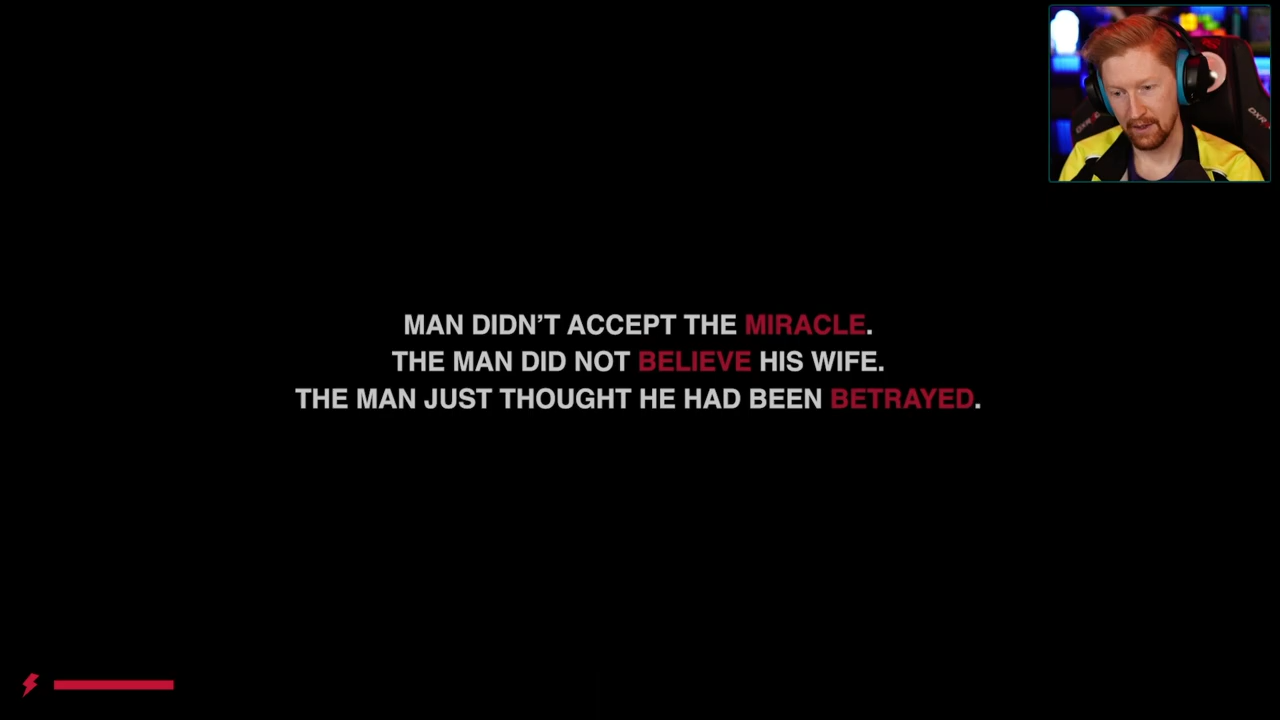 MAN DIDN’T ACCEPT THE MIRACLE.
THE MAN DID NOT BELIEVE HIS WIFE.
THE MAN JUST THOUGHT HE HAD BEEN BETRAYED.